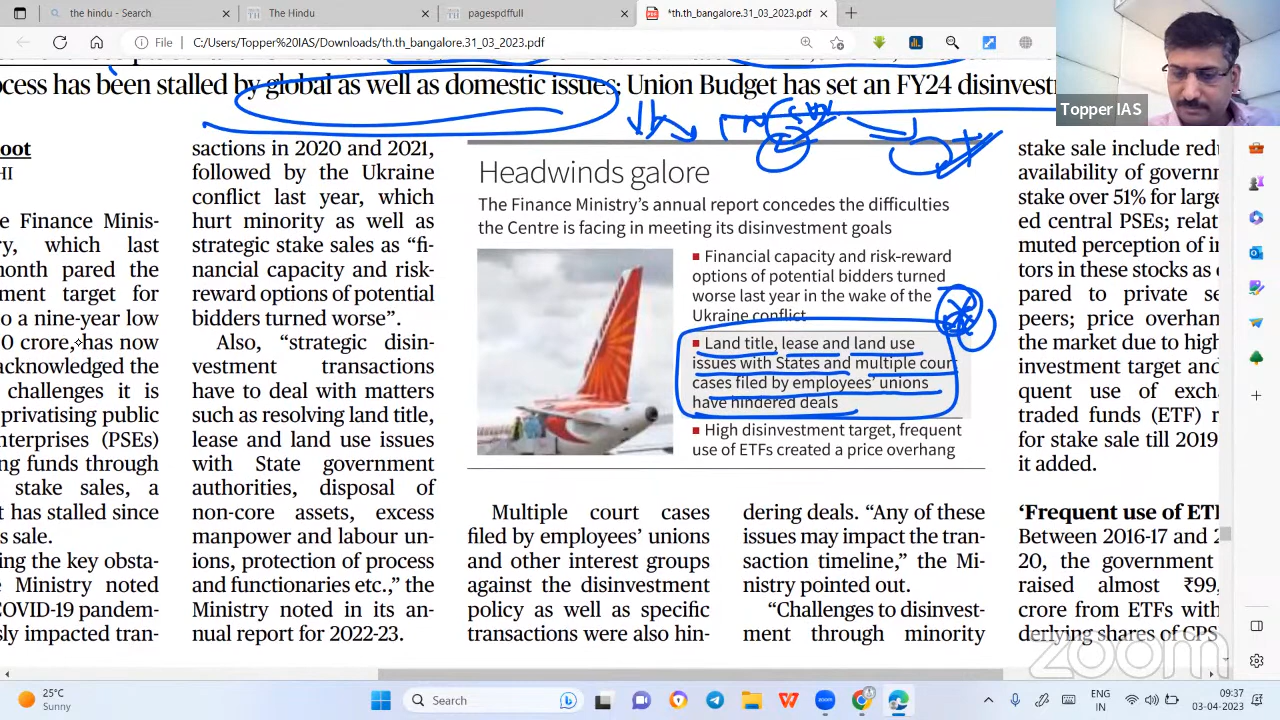 the hindu - Search
The Hindu
pagespdffull
*th.th_bangalore.31_03_2023.pdf
File
C:/Users/Topper%20IAS/Downloads/th.th_bangalore.31_03_2023.pdf
Topper IAS
ocess has been stalled by global as well as domestic issues; Union Budget has set an FY24 disinvest
oot
HI
e Finance Minis-
ry, which last
month pared the
ment target for
o a nine-year low
0 crore, has now
acknowledged the
challenges it is
privatising public
nterprises (PSEs)
ng funds through
stake sales, a
t has stalled since
s sale.
ing the key obsta-
e Ministry noted
COVID-19 pandem-
sly impacted tran-
sactions in 2020 and 2021,
followed by the Ukraine
conflict last year, which
hurt minority as well as
strategic stake sales as “fi-
nancial capacity and risk-
reward options of potential
bidders turned worse”.
Also, “strategic disin-
vestment transactions
have to deal with matters
such as resolving land title,
lease and land use issues
with State government
authorities, disposal of
non-core assets, excess
manpower and labour un-
ions, protection of process
and functionaries etc.,” the
Ministry noted in its an-
nual report for 2022-23.
Headwinds galore
The Finance Ministry’s annual report concedes the difficulties
the Centre is facing in meeting its disinvestment goals
Financial capacity and risk-reward
options of potential bidders turned
worse last year in the wake of the
Ukraine conflict
Land title, lease and land use
issues with States and multiple court
cases filed by employees’ unions
have hindered deals
High disinvestment target, frequent
use of ETFs created a price overhang
Multiple court cases
filed by employees’ unions
and other interest groups
against the disinvestment
policy as well as specific
transactions were also hin-
dering deals. “Any of these
issues may impact the tran-
saction timeline,” the Mi-
nistry pointed out.
“Challenges to disinvest-
ment through minority
stake sale include redu
availability of governm
stake over 51% for large
ed central PSEs; relat
muted perception of in
tors in these stocks as c
pared to private se
peers; price overhan
the market due to high
investment target and
quent use of exch
traded funds (ETF) r
for stake sale till 2019
it added.
‘Frequent use of ETF
Between 2016-17 and 2
20, the government
raised almost ₹99,
crore from ETFs with
derlying shares of CPS
zoom
25°C
Sunny
Search
ENG
IN
09:37
03-04-2023